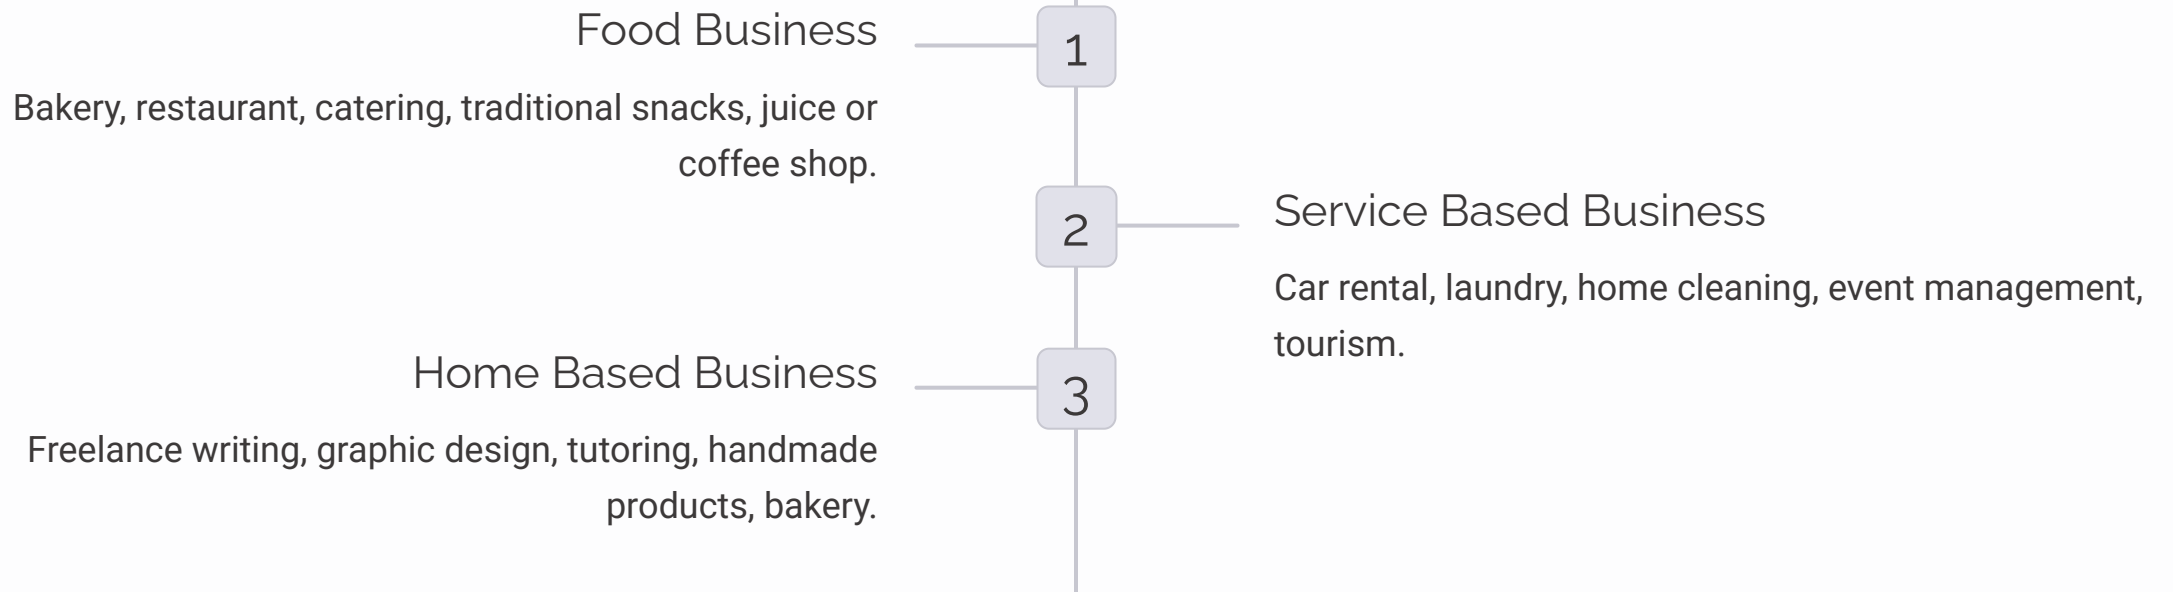 Food Business
1
Bakery, restaurant, catering, traditional snacks, juice or
coffee shop.
2
Service Based Business
Car rental, laundry, home cleaning, event management,
tourism.
Home Based Business
3
Freelance writing, graphic design, tutoring, handmade
products, bakery.